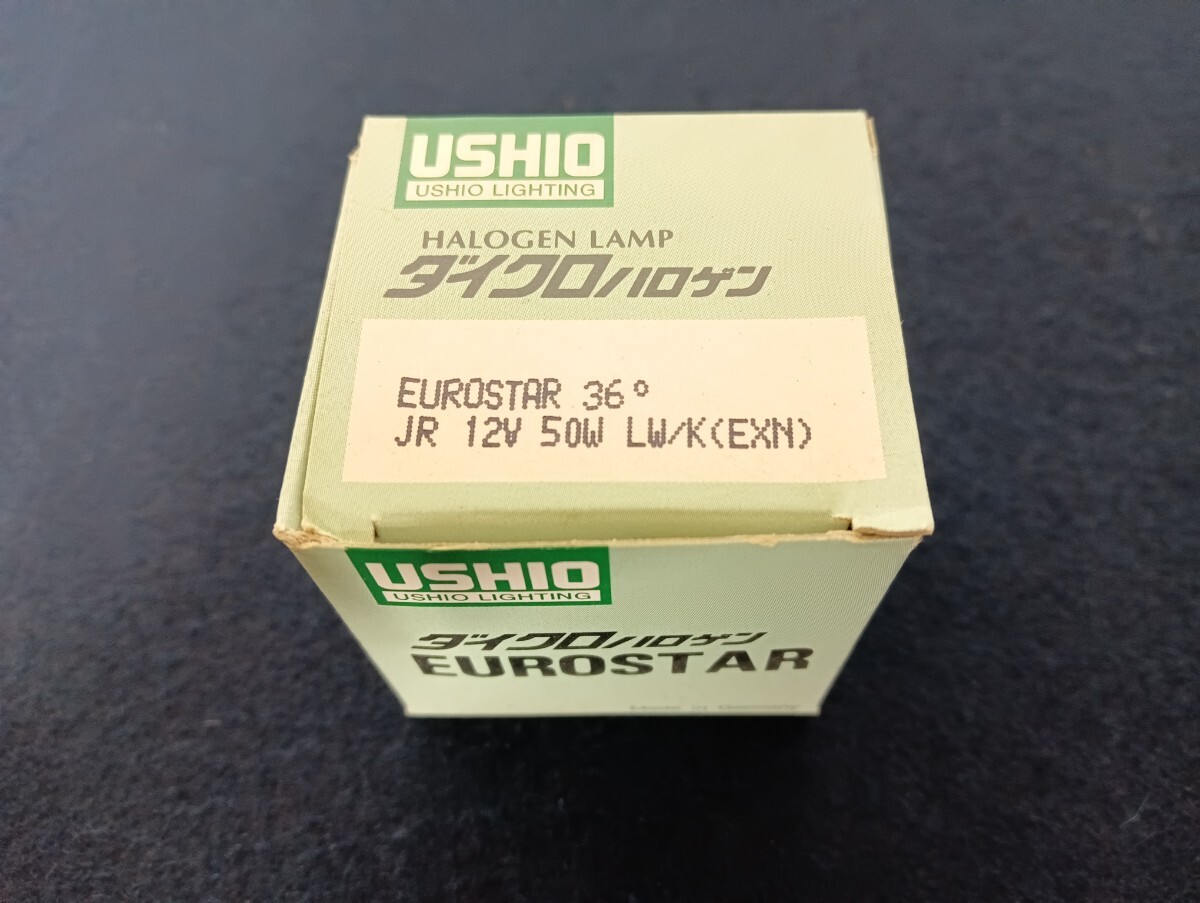 USHIO
USHIO LIGHTING
HALOGEN LAMP
ダイクロハロゲン
EUROSTAR 36°
JR 12V 50W LW/K(EXN)
USHIO
USHIO LIGHTING
ダイクロハロゲン
EUROSTAR
Made in Germany